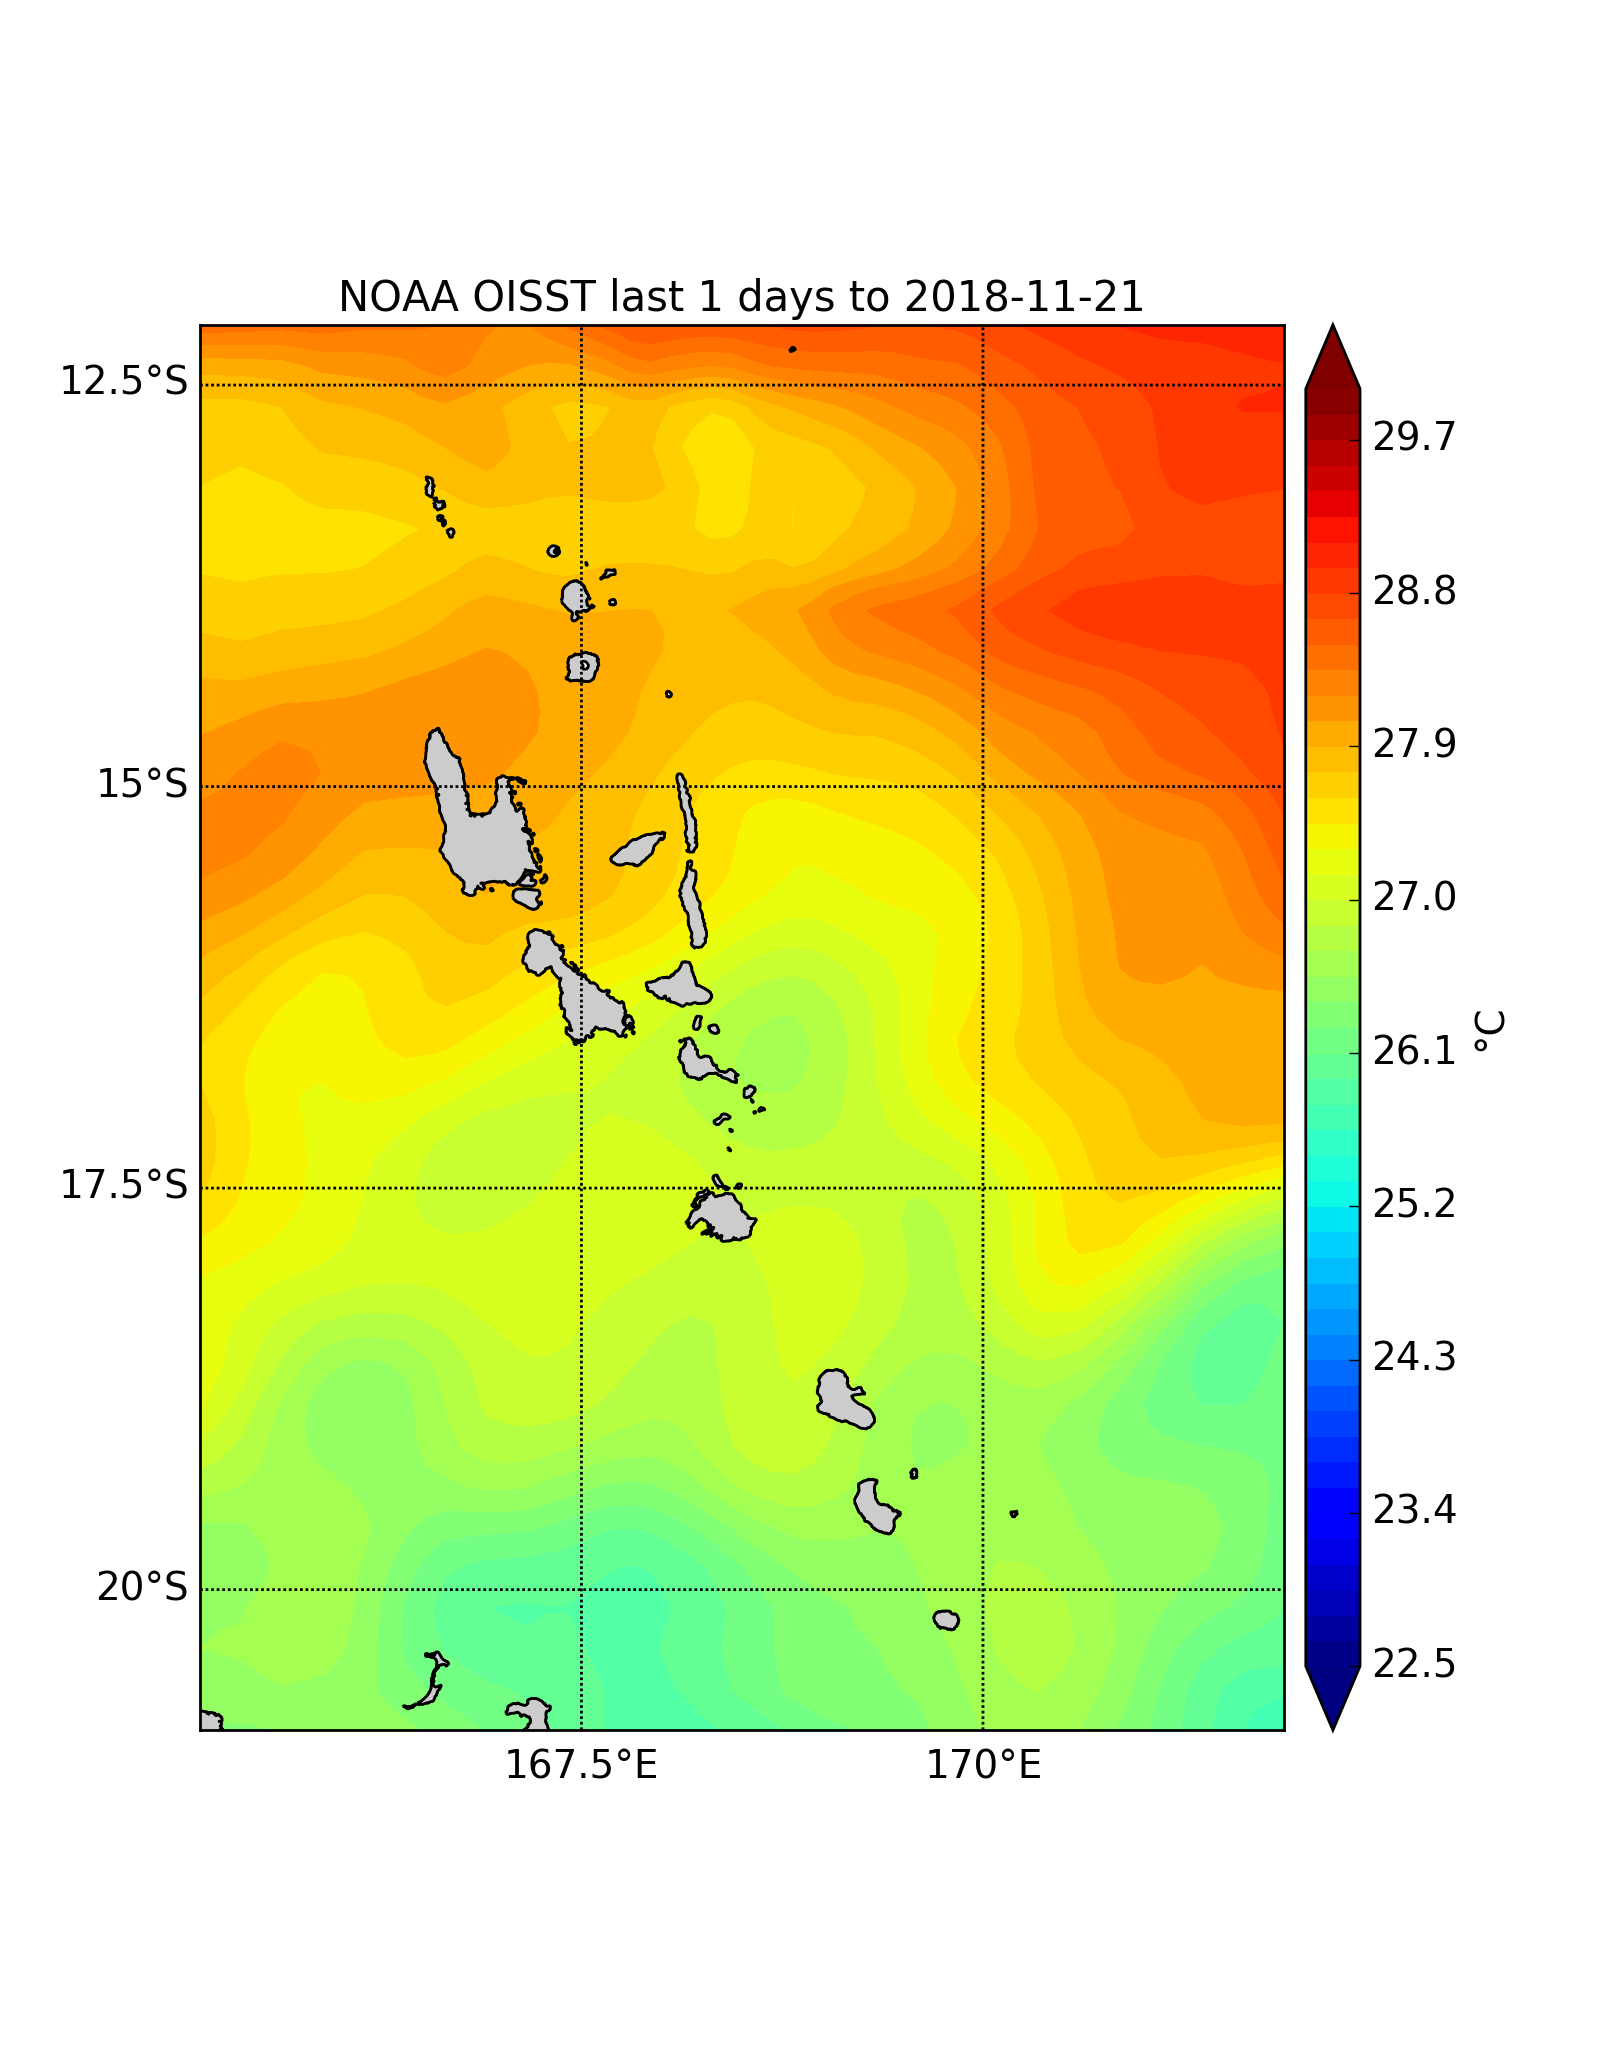 NOAA OISST last 1 days to 2018-11-21
12.5°S
15°S
17.5°S
20°S
167.5°E
170°E
29.7
28.8
27.9
27.0
26.1
25.2
24.3
23.4
22.5
°C